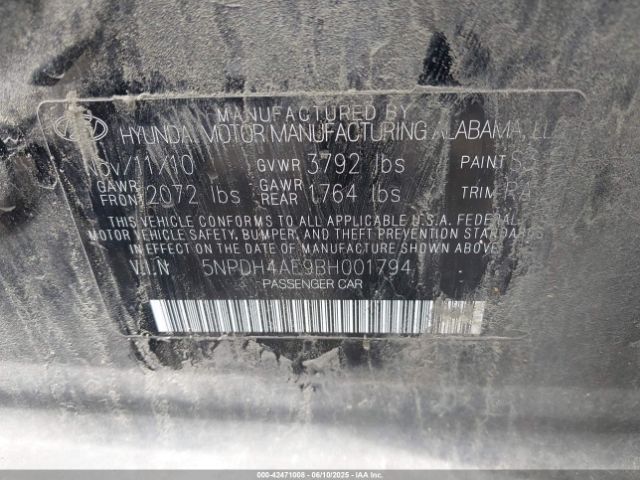 MANUFACTURED BY
HYUNDAI MOTOR MANUFACTURING ALABAMA, LLC
NOV/11/10 GVWR 3792 lbs PAINT
GAWR FRONT 2072 lbs GAWR REAR 1764 lbs TRIM RA
THIS VEHICLE CONFORMS TO ALL APPLICABLE U.S.A. FEDERAL
MOTOR VEHICLE SAFETY, BUMPER, AND THEFT PREVENTION STANDARDS
IN EFFECT ON THE DATE OF MANUFACTURE SHOWN ABOVE
V.I.N 5NPDH4AE9BH001794
PASSENGER CAR
000-42471008 06/10/2025 IAAI